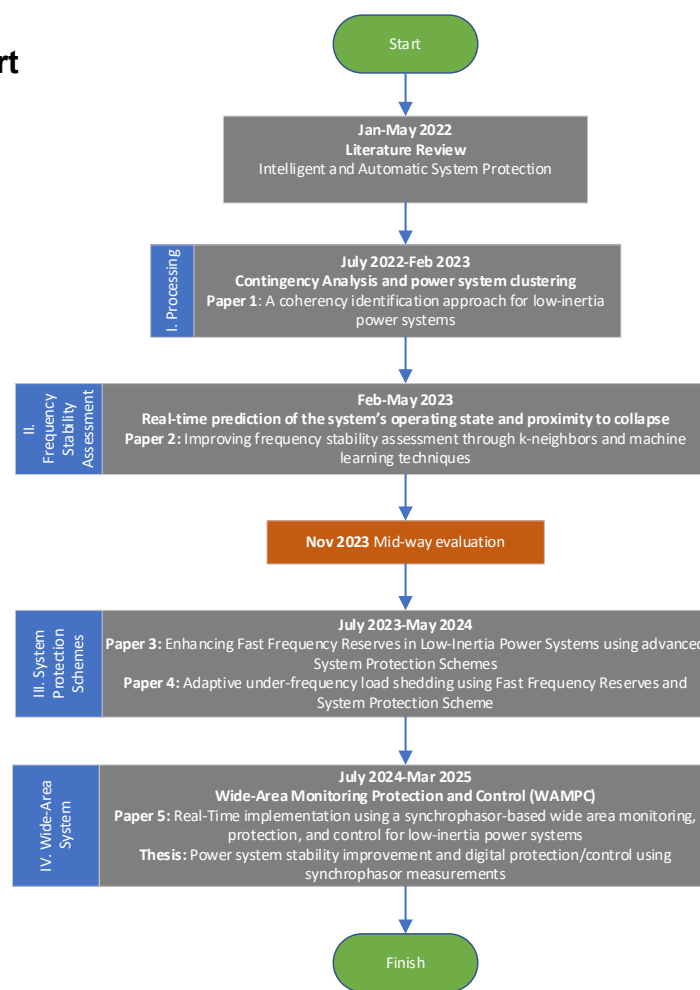 rt
Start
Jan-May 2022
Literature Review
Intelligent and Automatic System Protection
I. Processing
July 2022-Feb 2023
Contingency Analysis and power system clustering
Paper 1: A coherency identification approach for low-inertia
power systems
II.
Frequency
Stability
Assessment
Feb-May 2023
Real-time prediction of the system's operating state and proximity to collapse
Paper 2: Improving frequency stability assessment through k-neighbors and machine
learning techniques
Nov 2023 Mid-way evaluation
III. System
Protection
Schemes
July 2023-May 2024
Paper 3: Enhancing Fast Frequency Reserves in Low-Inertia Power Systems using advanced
System Protection Schemes
Paper 4: Adaptive under-frequency load shedding using Fast Frequency Reserves and
System Protection Scheme
IV. Wide-Area
System
July 2024-Mar 2025
Wide-Area Monitoring Protection and Control (WAMPC)
Paper 5: Real-Time implementation using a synchrophasor-based wide area monitoring,
protection, and control for low-inertia power systems
Thesis: Power system stability improvement and digital protection/control using
synchrophasor measurements
Finish